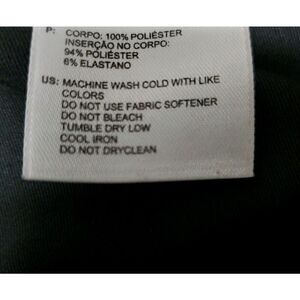 P: CORPO: 100% POLIÉSTER
INSERÇÃO NO CORPO:
94% POLIÉSTER
6% ELASTANO
US: MACHINE WASH COLD WITH LIKE
COLORS
DO NOT USE FABRIC SOFTENER
DO NOT BLEACH
TUMBLE DRY LOW
COOL IRON
DO NOT DRYCLEAN